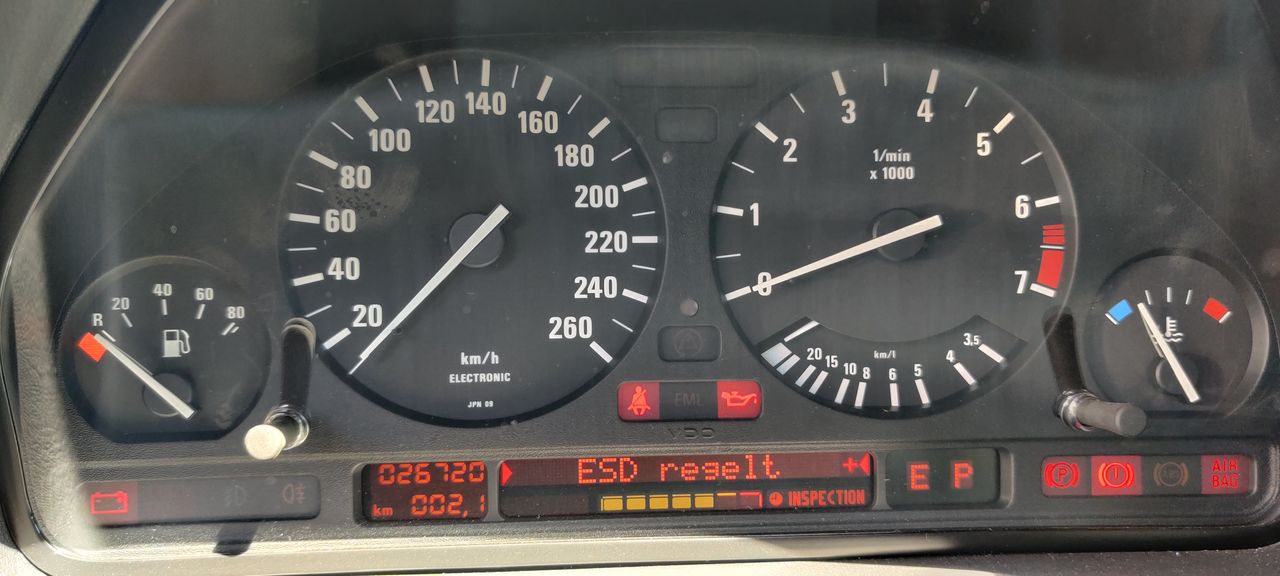 20
40
60
80
100
120
140
160
180
200
220
240
260
km/h
ELECTRONIC
JPN 09
0
1
2
3
4
5
6
7
1/min
x 1000
20 15 10 8 6 5 4 3,5
km/l
R 20 40 60 80
EML
VDO
026720
km 002,1
ESD regelt +
INSPECTION
E P
P
AIR
BAG